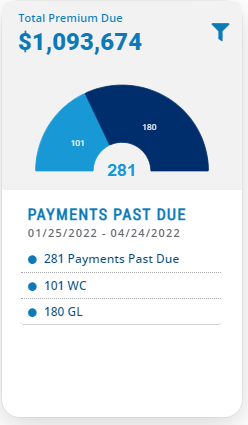 Total Premium Due
$1,093,674
101
180
281
PAYMENTS PAST DUE
01/25/2022 - 04/24/2022
281 Payments Past Due
101 WC
180 GL